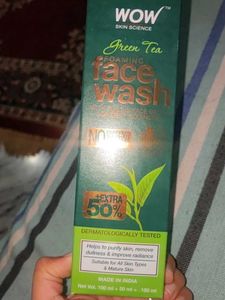 WOW™
SKIN SCIENCE
Green Tea
FOAMING
face
wash
NO
+EXTRA
50%
DERMATOLOGICALLY TESTED
Helps to purify skin, remove
dullness & improve radiance
Suitable for All Skin Types
& Mature Skin
MADE IN INDIA
Net Vol. 100 ml + 50 ml = 150 ml